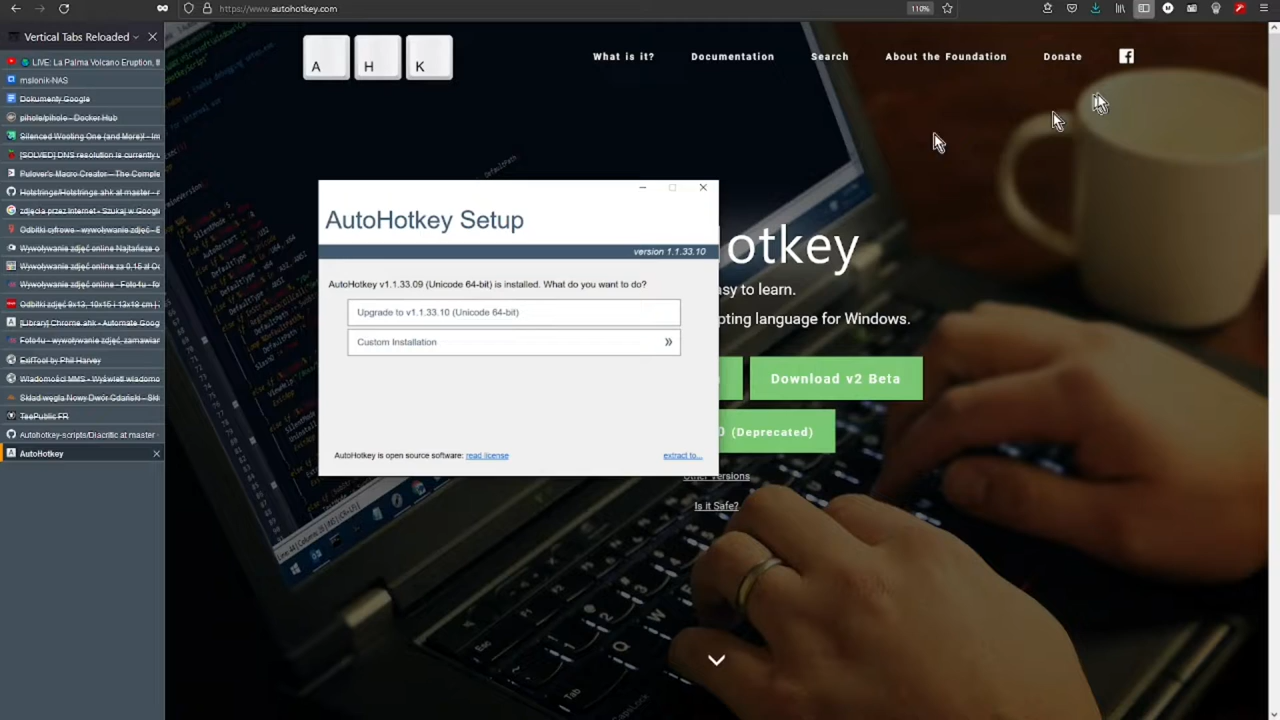 https://www.autohotkey.com
110%
Vertical Tabs Reloaded
LIVE: La Palma Volcano Eruption, t
mslonik-NAS
Dokumenty Google
pihole/pihole - Docker Hub
Silenced Wooting One (and More)! - Im
[SOLVED] DNS resolution is currently u
Pulover's Macro Creator - The Comple
Hotstrings/Hotstrings.ahk at master · m
zdjęcia przez internet - Szukaj w Google
Odbitki cyfrowe - wywoływanie zdjęć
Wywoływanie zdjęć online Najtańsze o
Wywoływanie zdjęć online za 9,15 zł O
Wywoływanie zdjęć online - Foto4u - fot
Odbitki zdjęć 9x13, 10x15 i 13x18 cm |
[Library] Chrome.ahk - Automate Goog
Foto4u - wywoływanie zdjęć, zamawian
ExifTool by Phil Harvey
Wiadomości MMS - Wyświetl wiadomo
Skład węgla Nowy Dwór Gdański - Skł
TeePublic FR
Autohotkey-scripts/Diacritic at master ·
AutoHotkey
A H K
What is it?
Documentation
Search
About the Foundation
Donate
AutoHotkey Setup
version 1.1.33.10
AutoHotkey v1.1.33.09 (Unicode 64-bit) is installed. What do you want to do?
Upgrade to v1.1.33.10 (Unicode 64-bit)
Custom Installation
AutoHotkey is open source software: read license
extract to...
otkey
asy to learn.
pting language for Windows.
Download v2 Beta
0 (Deprecated)
Other versions
Is it Safe?